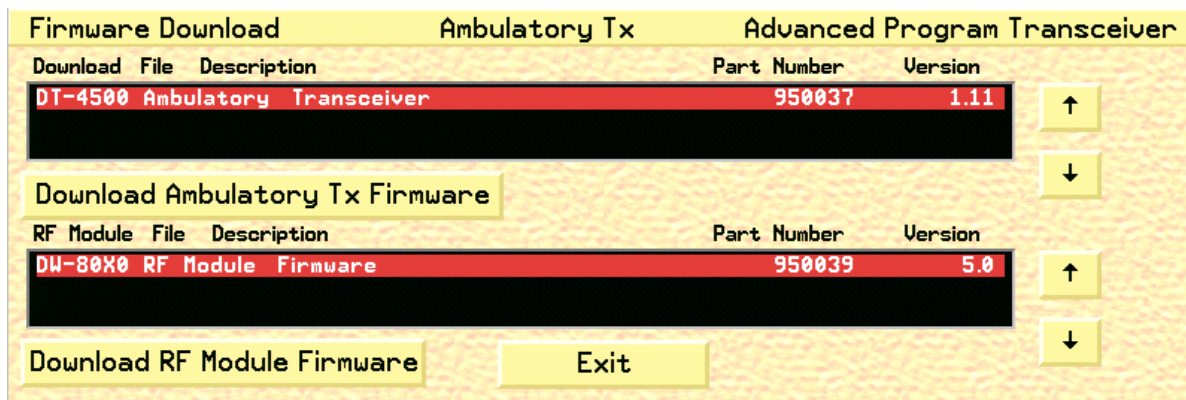 Firmware Download Ambulatory Tx Advanced Program Transceiver
Download File Description Part Number Version
DT-4500 Ambulatory Transceiver 950037 1.11
↑
↓
Download Ambulatory Tx Firmware
RF Module File Description Part Number Version
DW-80X0 RF Module Firmware 950039 5.0
↑
↓
Download RF Module Firmware Exit